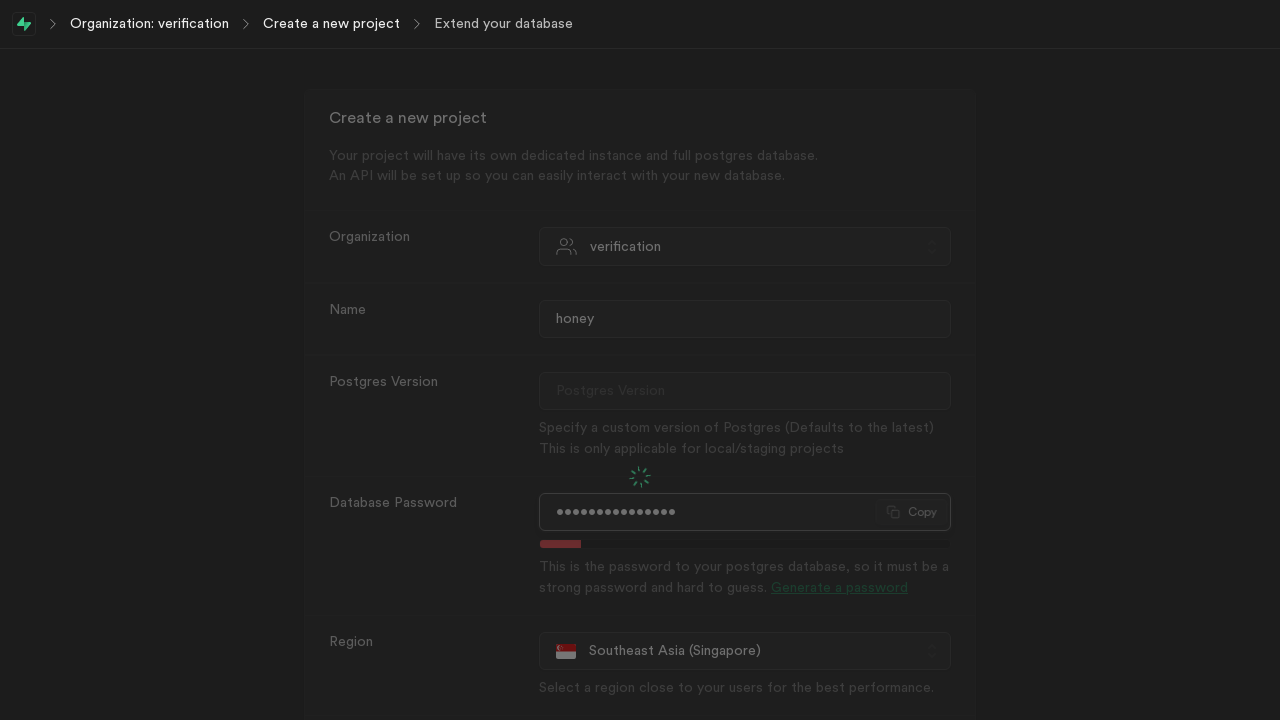 Organization: verification
Create a new project
Extend your database
Create a new project
Your project will have its own dedicated instance and full postgres database.
An API will be set up so you can easily interact with your new database.
Organization
verification
Name
honey
Postgres Version
Postgres Version
Specify a custom version of Postgres (Defaults to the latest)
This is only applicable for local/staging projects
Database Password
•••••••••••••••
Copy
This is the password to your postgres database, so it must be a
strong password and hard to guess. Generate a password
Region
Southeast Asia (Singapore)
Select a region close to your users for the best performance.